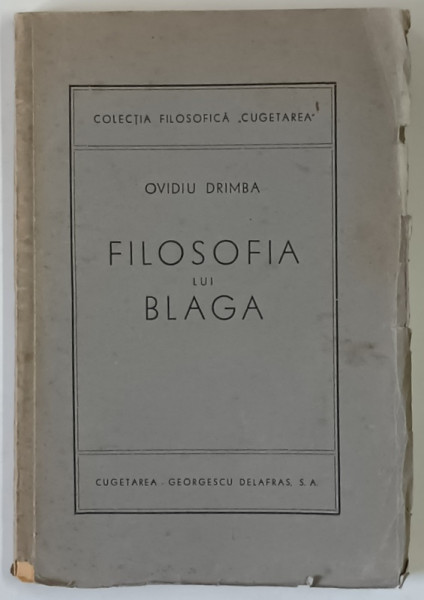 COLECȚIA FILOSOFICĂ „CUGETAREA"
OVIDIU DRIMBA
FILOSOFIA
LUI
BLAGA
CUGETAREA - GEORGESCU DELAFRAS, S. A.